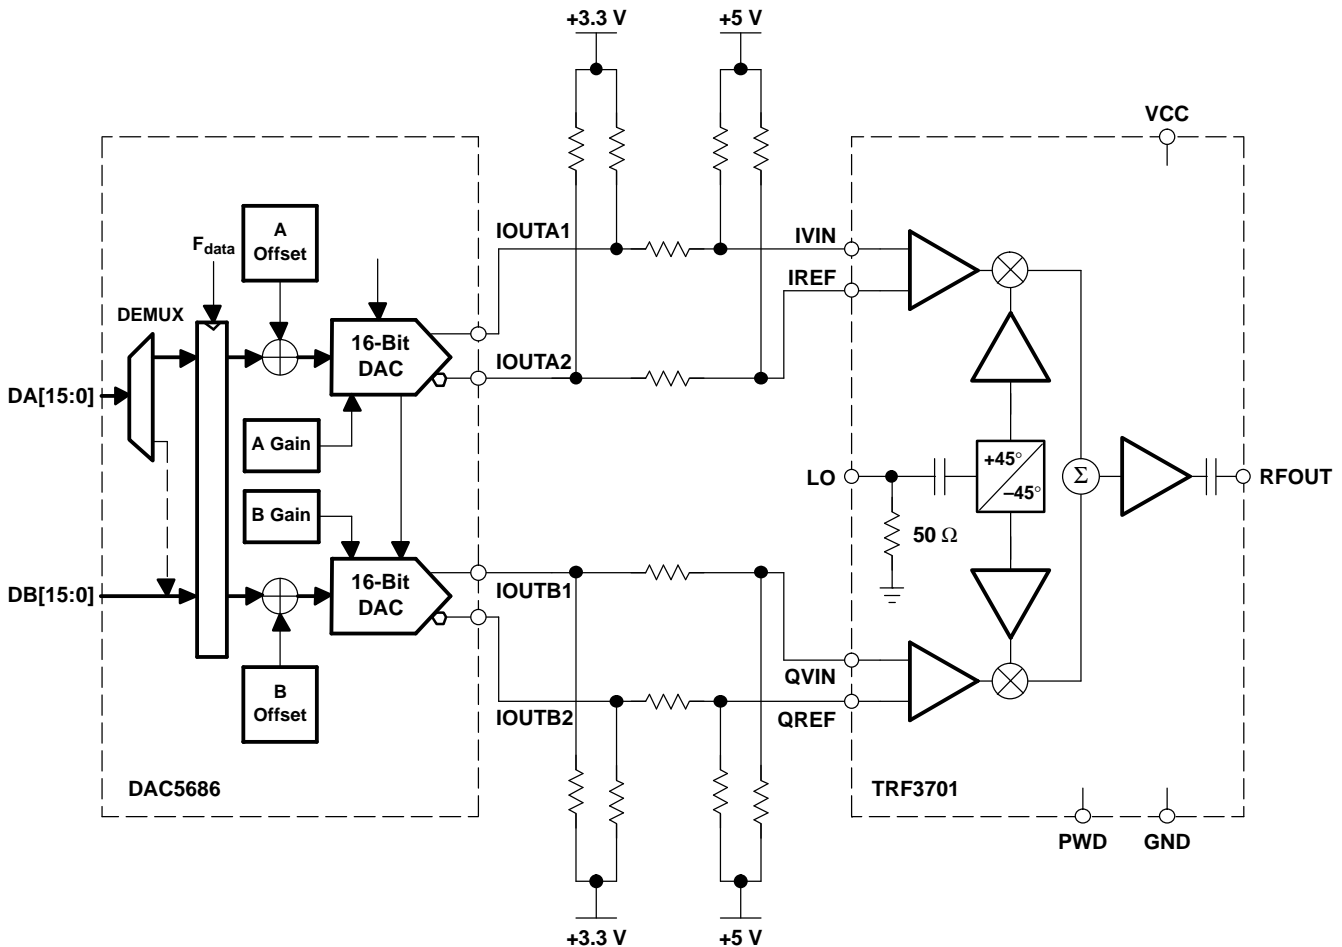 +3.3 V
+5 V
VCC
A
Offset
F_data
IOUTA1
IVIN
IREF
DEMUX
16-Bit
DAC
IOUTA2
DA[15:0]
A Gain
+45°
–45°
LO
Σ
RFOUT
B Gain
50 Ω
IOUTB1
16-Bit
DAC
DB[15:0]
QVIN
B
Offset
IOUTB2
QREF
DAC5686
TRF3701
PWD
GND
+3.3 V
+5 V